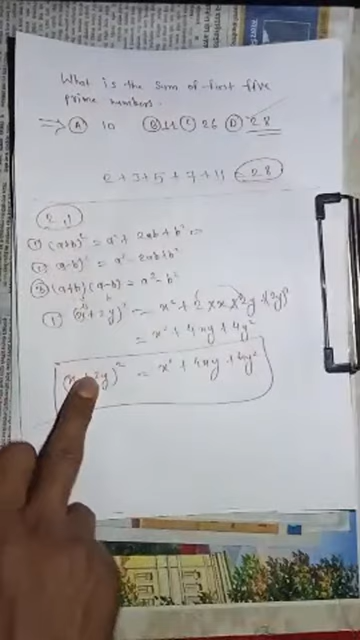 What is the sum of first five
prime numbers.
=> (A) 10 (B) 11 (C) 26 (D) 28
2+3+5+7+11 = 28
2.1
(a+b)² = a² + 2ab + b² =
(a-b)² = a² - 2ab + b²
(a+b)(a-b) = a² - b²
① (x+2y)² = x² + 2×x×2y+(2y)²
= x² + 4xy + 4y²
(x+2y)² = x² + 4xy + 4y²